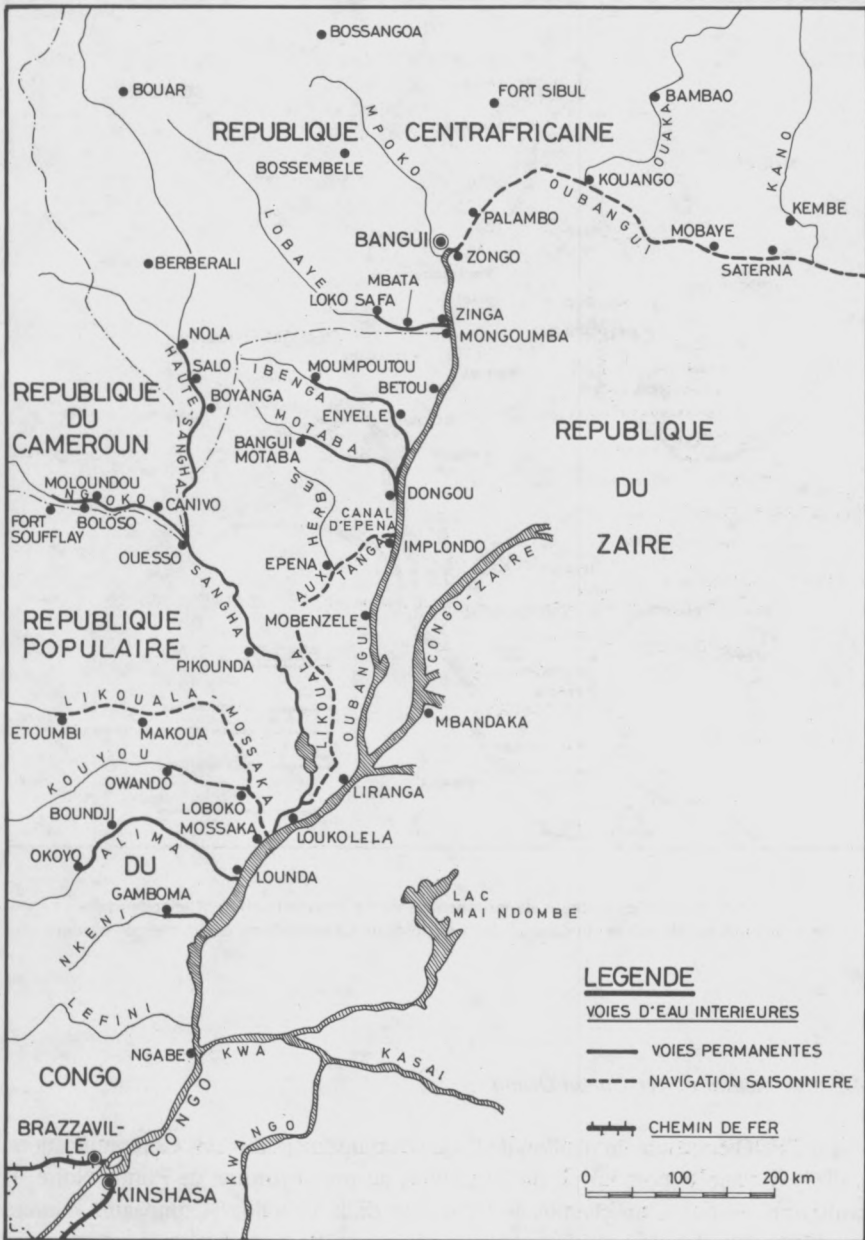 BOSSANGOA
BOUAR
FORT SIBUL
BAMBAO
REPUBLIQUE CENTRAFRICAINE
MPOKO
OUAKA
KANO
BOSSEMBELE
KOUANGO
LOBAYE
OUBANGUI
PALAMBO
KEMBE
BANGUI
MOBAYE
ZONGO
SATERNA
BERBERALI
MBATA
LOKO SAFA
ZINGA
MONGOUMBA
NOLA
HAUTE-SANGHA
SALO
IBENGA
MOUMPOUTOU
BETOU
REPUBLIQUE
DU
CAMEROUN
BOYANGA
ENYELLE
MOTABA
BANGUI
MOTABA
REPUBLIQUE
DU
ZAIRE
MOLOUNDOU
NGOKO
CANIVO
DONGOU
FORT
SOUFFLAY
BOLOSO
AUX HERBES
CANAL
D'EPENA
OUESSO
IMPLONDO
TANGA
EPENA
SANGHA
CONGO-ZAIRE
MOBENZELE
REPUBLIQUE
POPULAIRE
LIKOUALA
OUBANGUI
PIKOUNDA
LIKOUALA-MOSSAKA
MBANDAKA
ETOUMBI
MAKOUA
KOUYOU
OWANDO
LIRANGA
LOBOKO
BOUNDJI
MOSSAKA
LOUKOLELA
ALIMA
OKOYO
DU
LOUNDA
GAMBOMA
LAC
MAI NDOMBE
NKENI
LEFINI
LEGENDE
VOIES D'EAU INTERIEURES
NGABE
KWA
KASAI
VOIES PERMANENTES
CONGO
NAVIGATION SAISONNIERE
CONGO
KWANGO
CHEMIN DE FER
BRAZZAVIL-
LE
KINSHASA
0 100 200 km